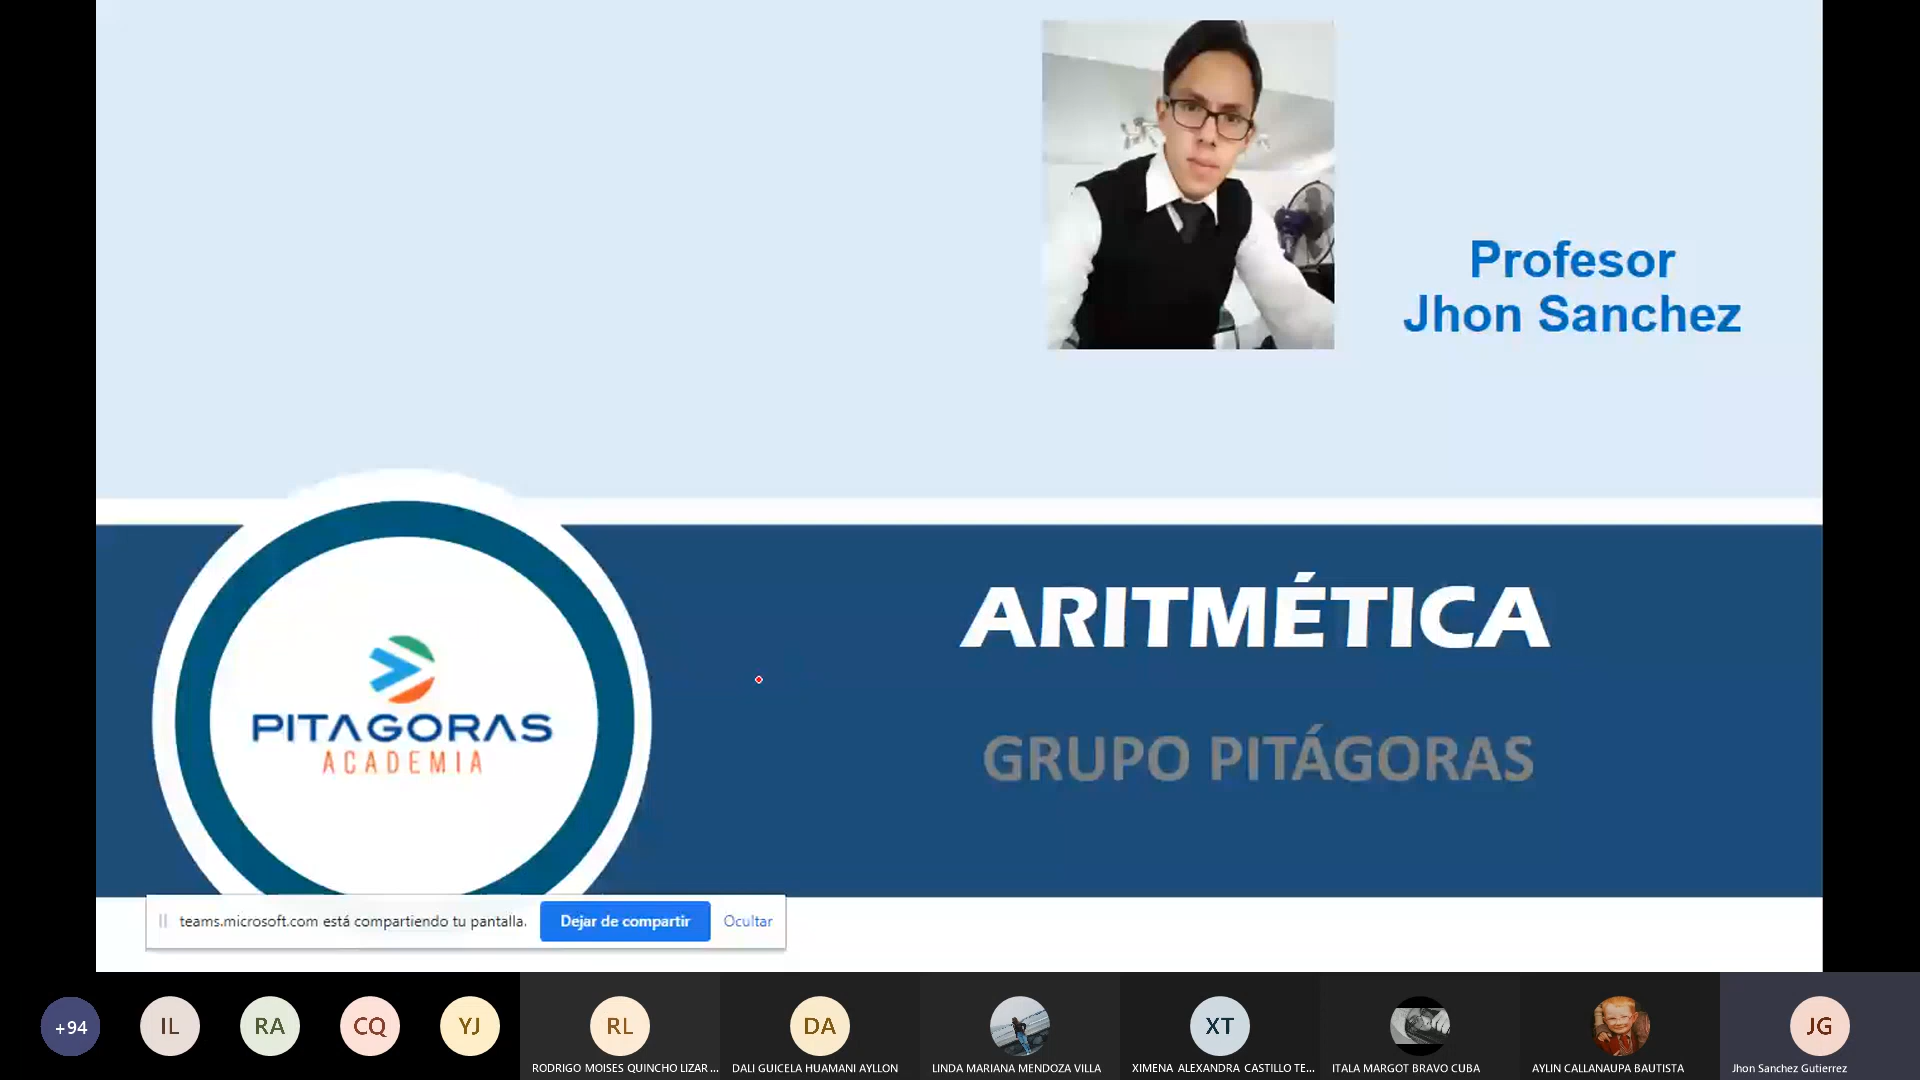 Profesor
Jhon Sanchez
ARITMÉTICA
GRUPO PITÁGORAS
PITAGORAS
ACADEMIA
teams.microsoft.com está compartiendo tu pantalla.
Dejar de compartir
Ocultar
+94
IL
RA
CQ
YJ
RL
DA
XT
JG
RODRIGO MOISES QUINCHO LIZAR...
DALI GUICELA HUAMANI AYLLON
LINDA MARIANA MENDOZA VILLA
XIMENA ALEXANDRA CASTILLO TE...
ITALA MARGOT BRAVO CUBA
AYLIN CALLANAUPA BAUTISTA
Jhon Sanchez Gutierrez